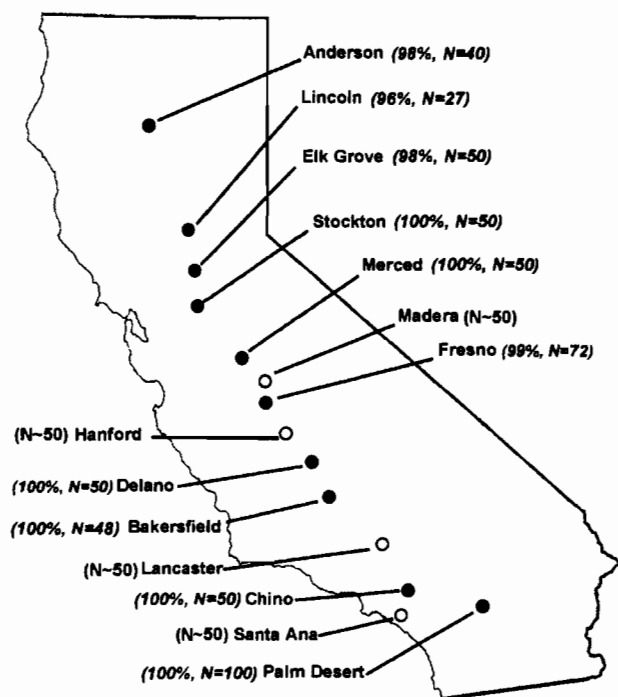 Anderson (98%, N=40)
Lincoln (96%, N=27)
Elk Grove (98%, N=50)
Stockton (100%, N=50)
Merced (100%, N=50)
Madera (N~50)
Fresno (99%, N=72)
(N~50) Hanford
(100%, N=50) Delano
(100%, N=48) Bakersfield
(N~50) Lancaster
(100%, N=50) Chino
(N~50) Santa Ana
(100%, N=100) Palm Desert